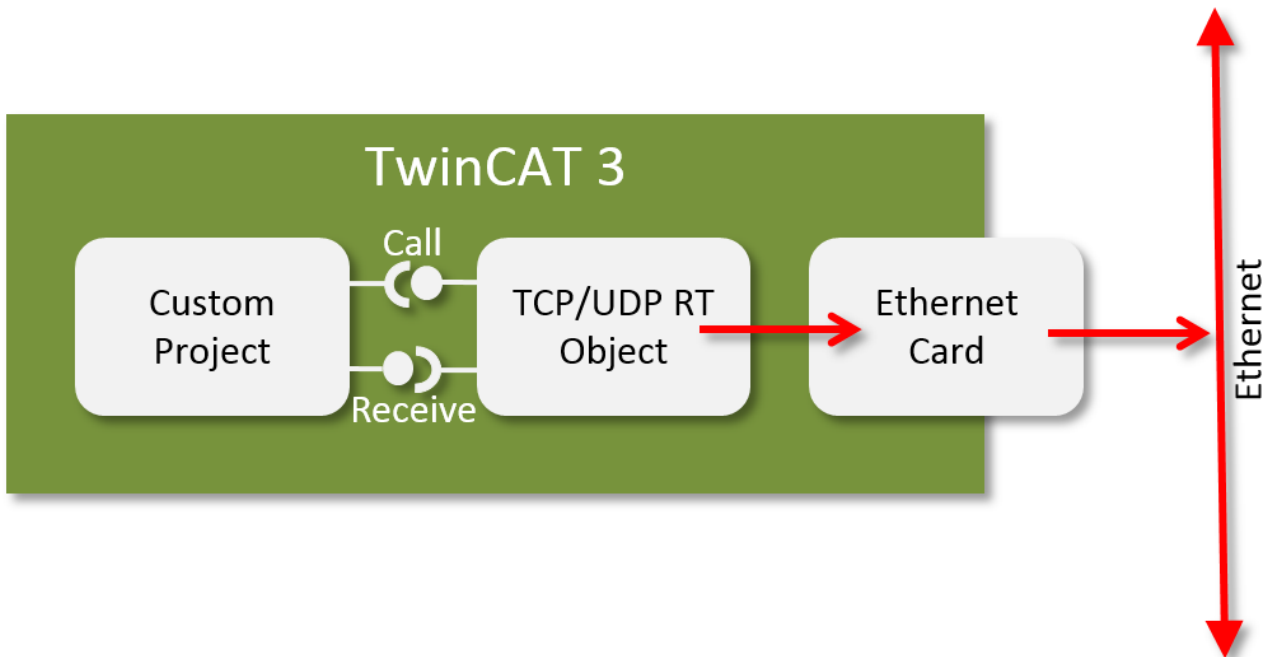 TwinCAT 3
Call
Custom
Project
TCP/UDP RT
Object
Ethernet
Card
Receive
Ethernet